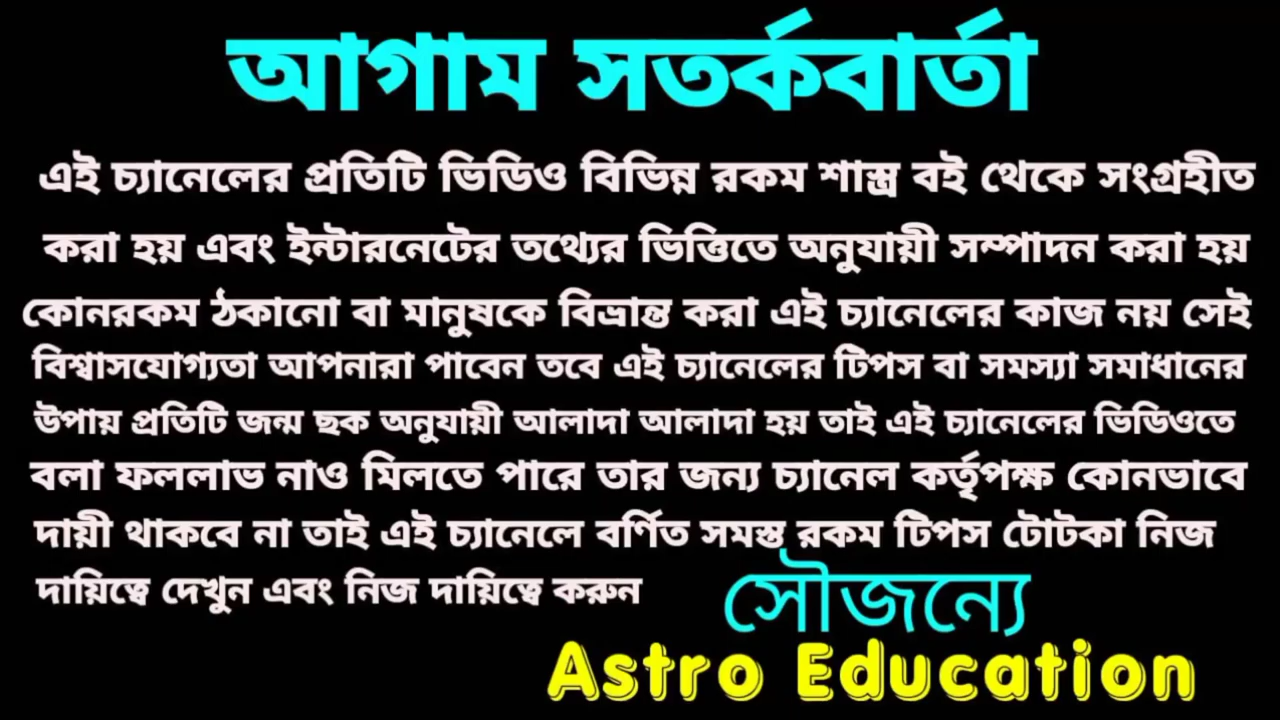 আগাম সতর্কবার্তা
এই চ্যানেলের প্রতিটি ভিডিও বিভিন্ন রকম শাস্ত্র বই থেকে সংগ্রহীত
করা হয় এবং ইন্টারনেটের তথ্যের ভিত্তিতে অনুযায়ী সম্পাদন করা হয়
কোনরকম ঠকানো বা মানুষকে বিভ্রান্ত করা এই চ্যানেলের কাজ নয় সেই
বিশ্বাসযোগ্যতা আপনারা পাবেন তবে এই চ্যানেলের টিপস বা সমস্যা সমাধানের
উপায় প্রতিটি জন্ম ছক অনুযায়ী আলাদা আলাদা হয় তাই এই চ্যানেলের ভিডিওতে
বলা ফললাভ নাও মিলতে পারে তার জন্য চ্যানেল কর্তৃপক্ষ কোনভাবে
দায়ী থাকবে না তাই এই চ্যানেলে বর্ণিত সমস্ত রকম টিপস টোটকা নিজ
দায়িত্বে দেখুন এবং নিজ দায়িত্বে করুন
সৌজন্যে
Astro Education